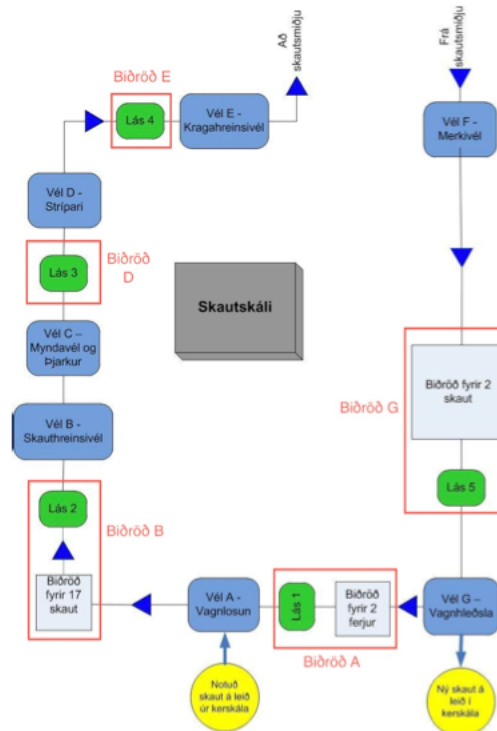 Að
skautsmiðju
Frá
skautsmiðju
Biðröð E
Lás 4
Vél E -
Kragahreinsivél
Vél F -
Merkivél
Vél D -
Strípari
Lás 3
Biðröð
D
Skautskáli
Vél C –
Myndavél og
Þjarkur
Biðröð fyrir 2
skaut
Biðröð G
Vél B -
Skauthreinsivél
Lás 5
Lás 2
Biðröð B
Biðröð
fyrir 17
skaut
Vél A -
Vagnlosun
Lás 1
Biðröð
fyrir 2
ferjur
Vél G –
Vagnhleðsla
Biðröð A
Notuð
skaut á leið
úr kerskála
Ný skaut á
leið í
kerskála